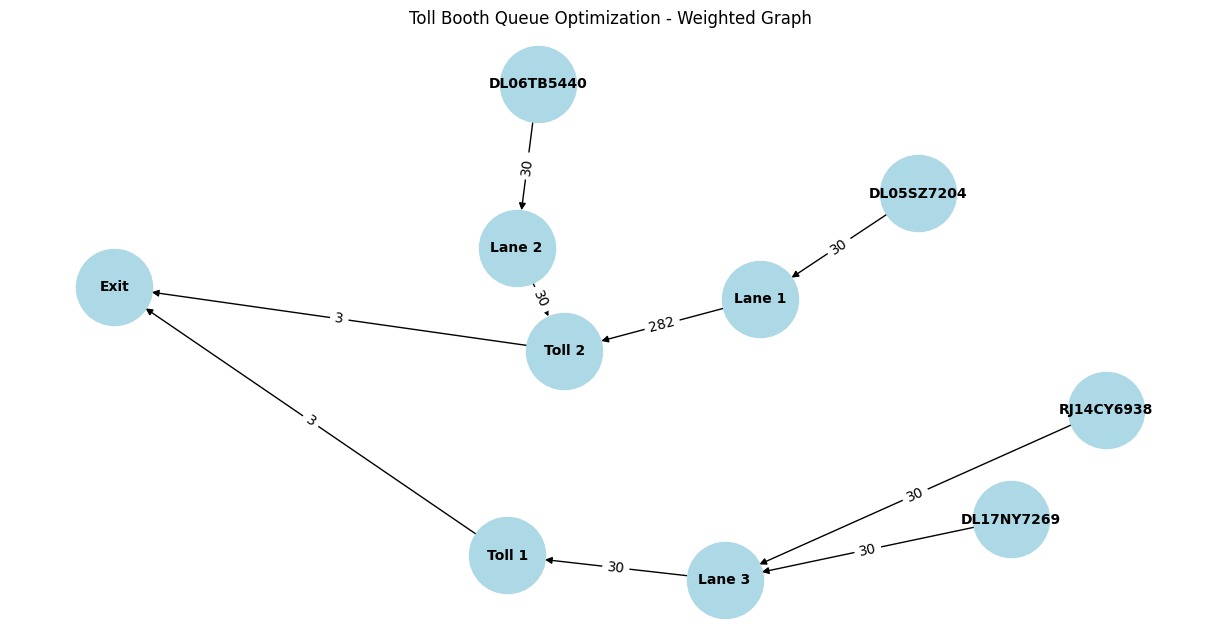 Toll Booth Queue Optimization - Weighted Graph
DL06TB5440
30
DL05SZ7204
30
Lane 2
Exit
30
Lane 1
3
282
Toll 2
RJ14CY6938
3
30
DL17NY7269
30
Toll 1
30
Lane 3